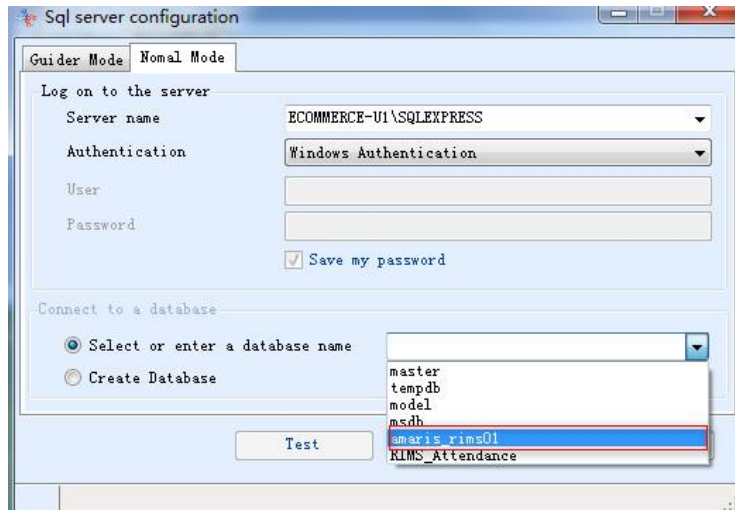 Sql server configuration
Guider Mode Nomal Mode
Log on to the server
Server name ECOMMERCE-U1\SQLEXPRESS
Authentication Windows Authentication
User
Password
Save my password
Connect to a database
Select or enter a database name
Create Database
master
tempdb
model
msdb
amaris_rims01
RIMS_Attendance
Test